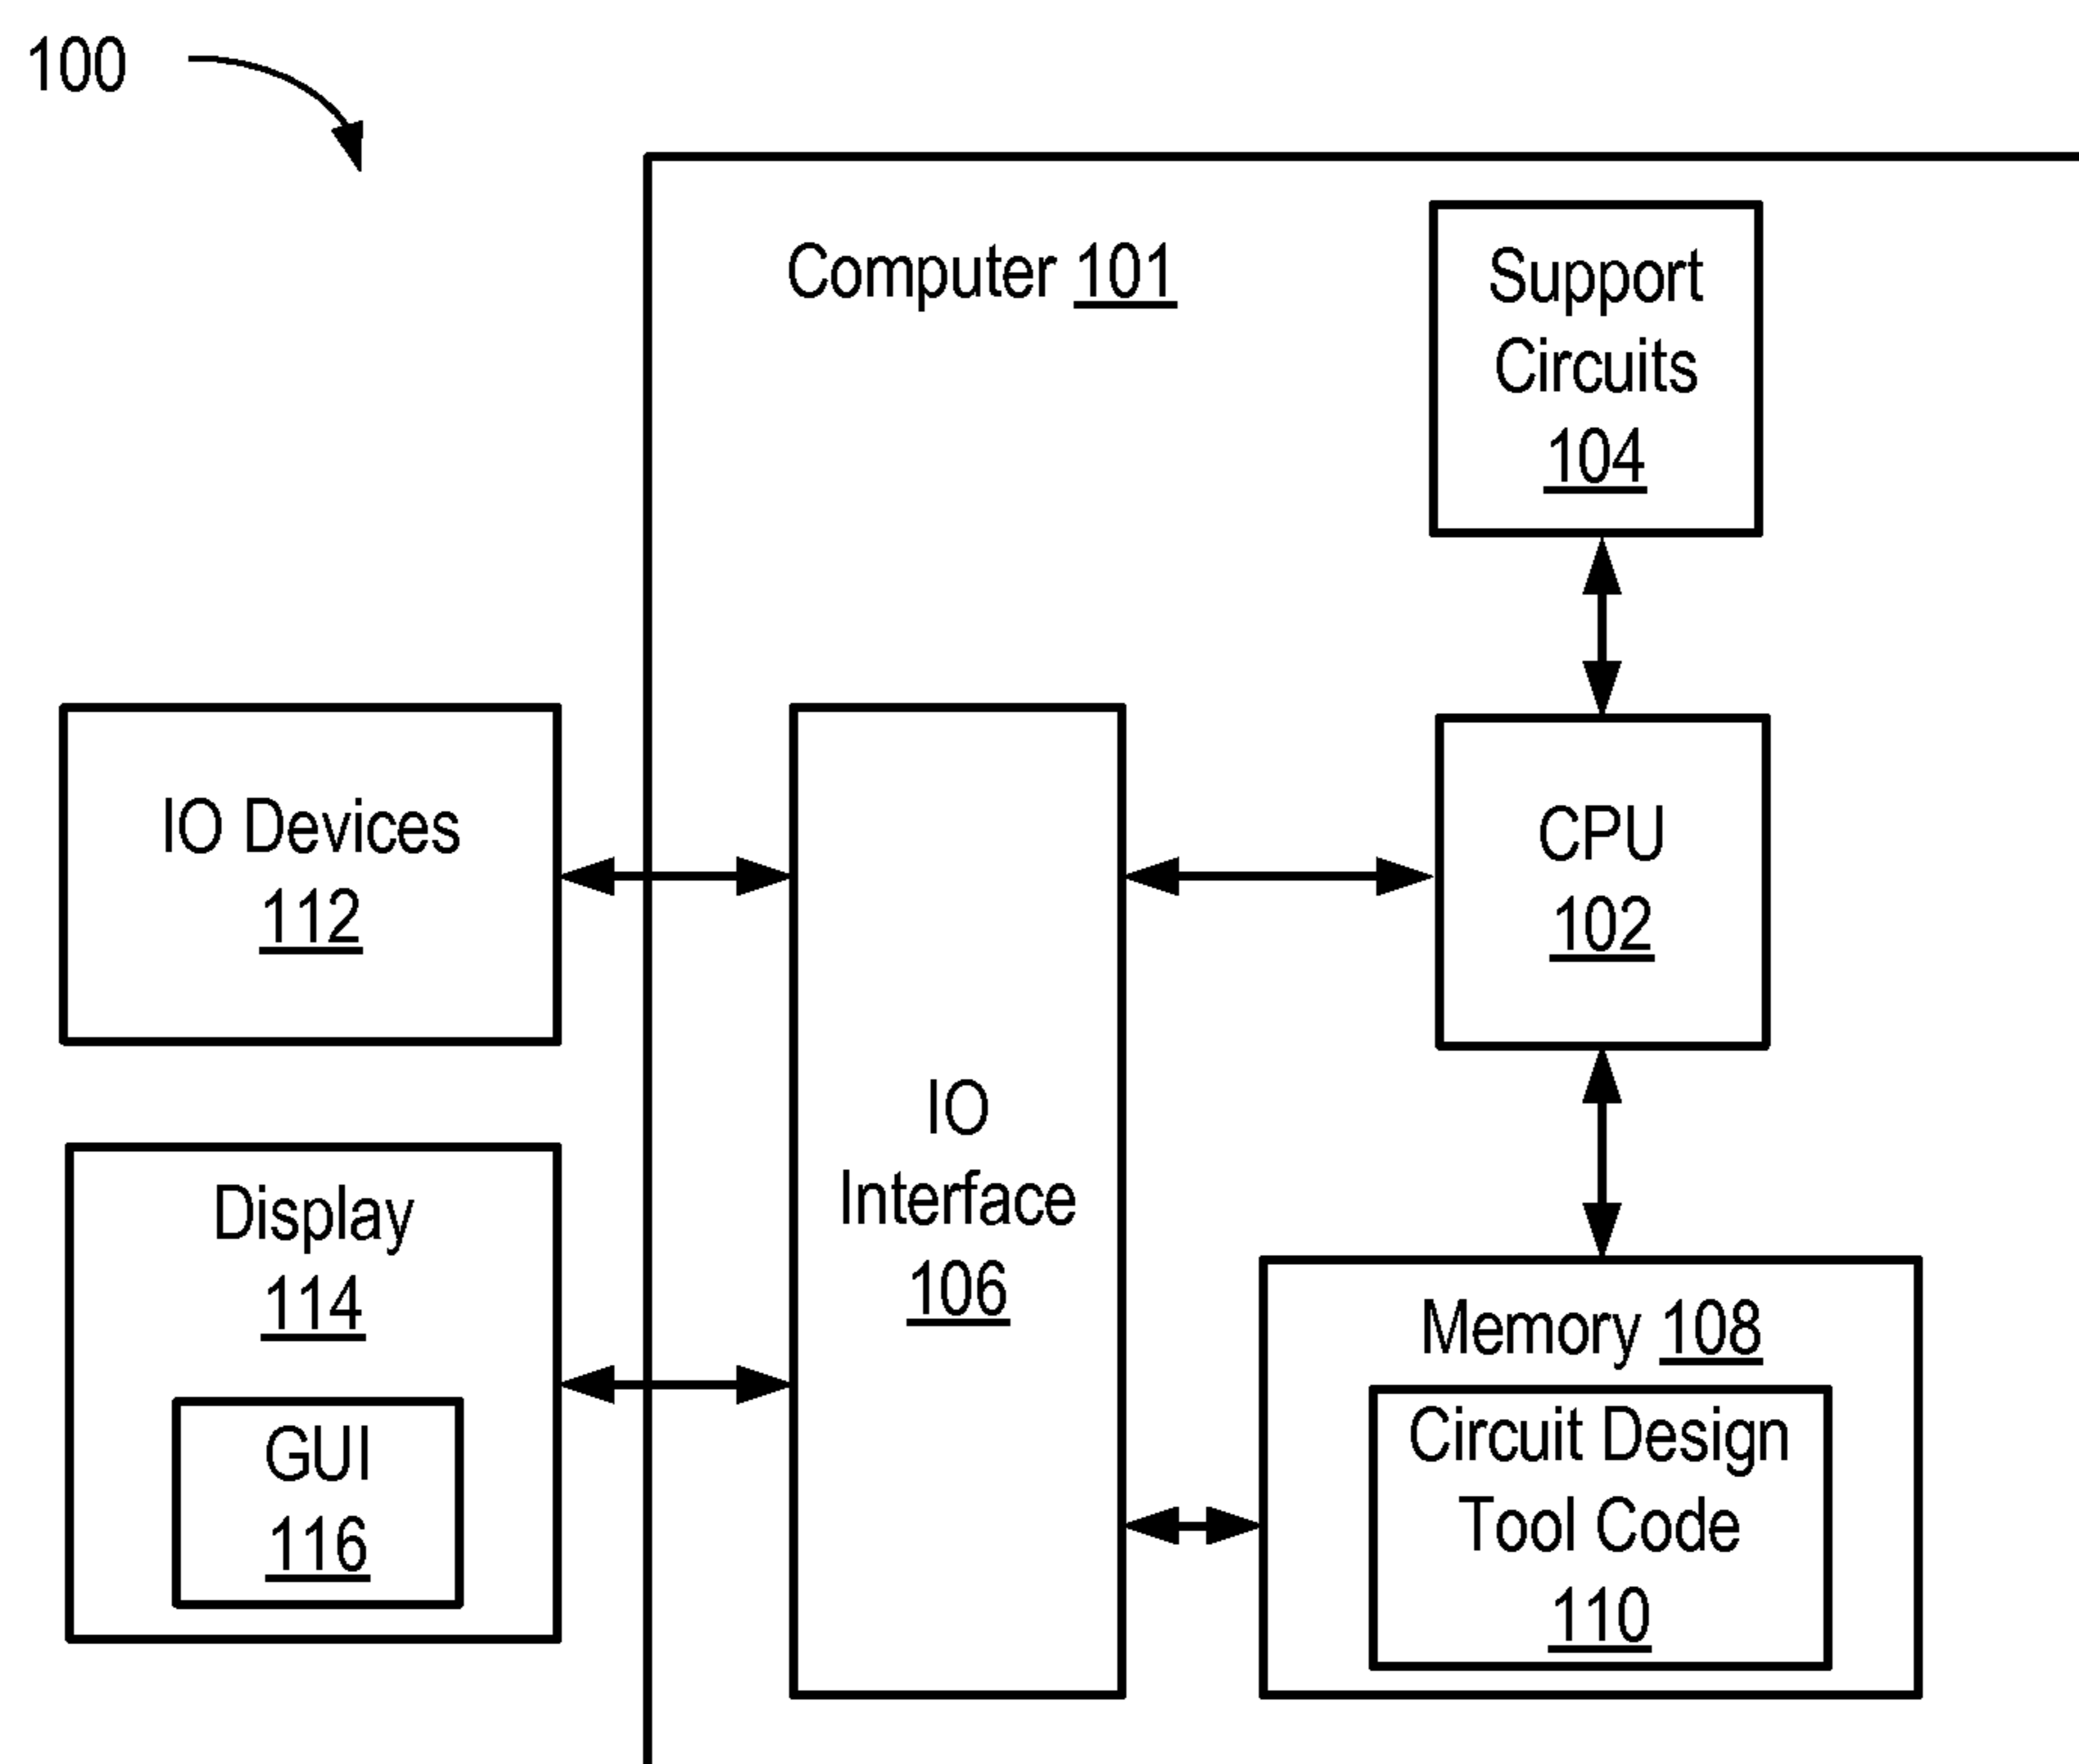 100
Computer 101
Support
Circuits
104
IO Devices
112
CPU
102
IO
Interface
106
Display
114
GUI
116
Memory 108
Circuit Design
Tool Code
110